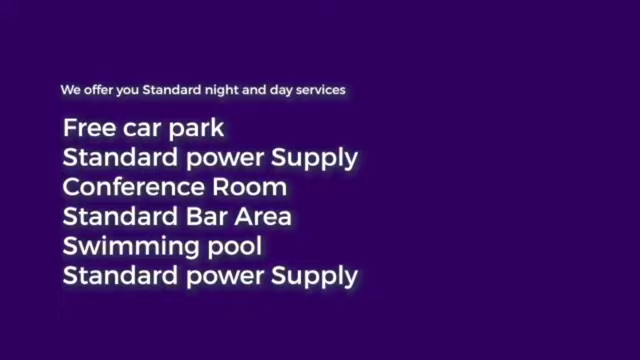 We offer you Standard night and day services
Free car park
Standard power Supply
Conference Room
Standard Bar Area
Swimming pool
Standard power Supply